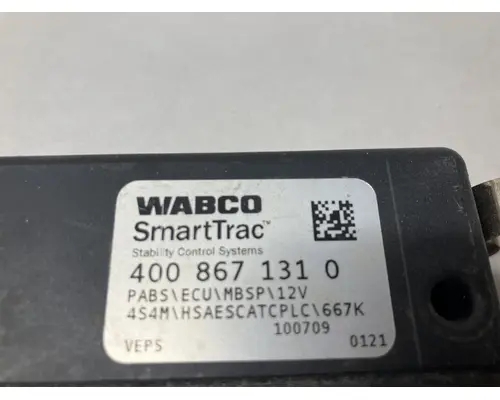 WABCO
SmartTrac™
Stability Control Systems
400 867 131 0
PABS\ECU\MBSP\12V
4S4M\HSAESCATCPLC\667K
100709
VEPS 0121